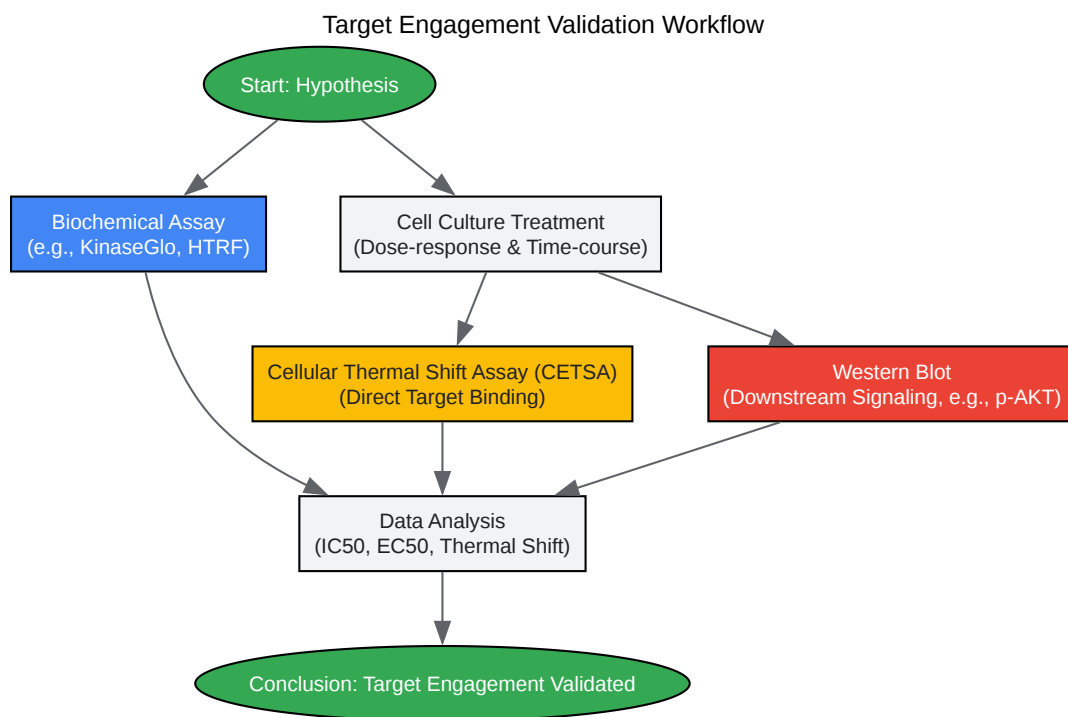 Target Engagement Validation Workflow
Start: Hypothesis
Biochemical Assay
(e.g., KinaseGlo, HTRF)
Cell Culture Treatment
(Dose-response & Time-course)
Cellular Thermal Shift Assay (CETSA)
(Direct Target Binding)
Western Blot
(Downstream Signaling, e.g., p-AKT)
Data Analysis
(IC50, EC50, Thermal Shift)
Conclusion: Target Engagement Validated